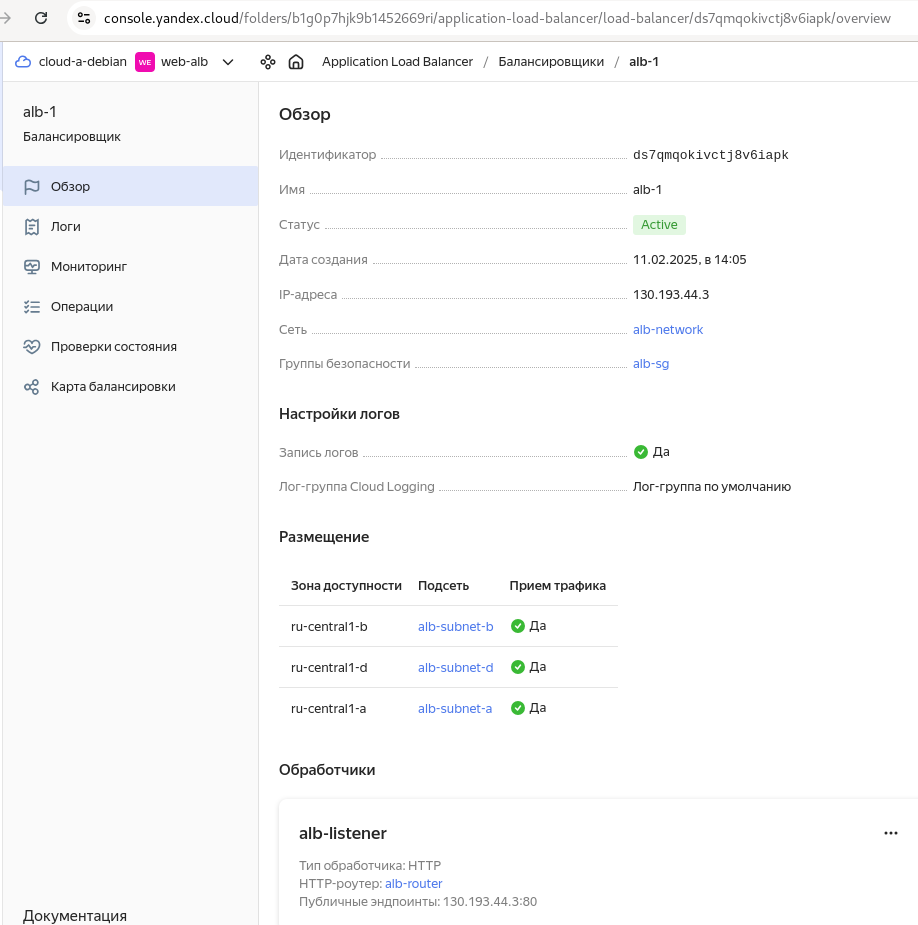 console.yandex.cloud/folders/b1g0p7hjk9b1452669ri/application-load-balancer/load-balancer/ds7qmqokivctj8v6iapk/overview
cloud-a-debian WE web-alb Application Load Balancer / Балансировщики / alb-1
alb-1
Балансировщик
Обзор
Логи
Мониторинг
Операции
Проверки состояния
Карта балансировки
Документация
Обзор
Идентификатор ds7qmqokivctj8v6iapk
Имя alb-1
Статус Active
Дата создания 11.02.2025, в 14:05
IP-адреса 130.193.44.3
Сеть alb-network
Группы безопасности alb-sg
Настройки логов
Запись логов Да
Лог-группа Cloud Logging Лог-группа по умолчанию
Размещение
Зона доступности Подсеть Прием трафика
ru-central1-b alb-subnet-b Да
ru-central1-d alb-subnet-d Да
ru-central1-a alb-subnet-a Да
Обработчики
alb-listener
Тип обработчика: HTTP
HTTP-роутер: alb-router
Публичные эндпоинты: 130.193.44.3:80